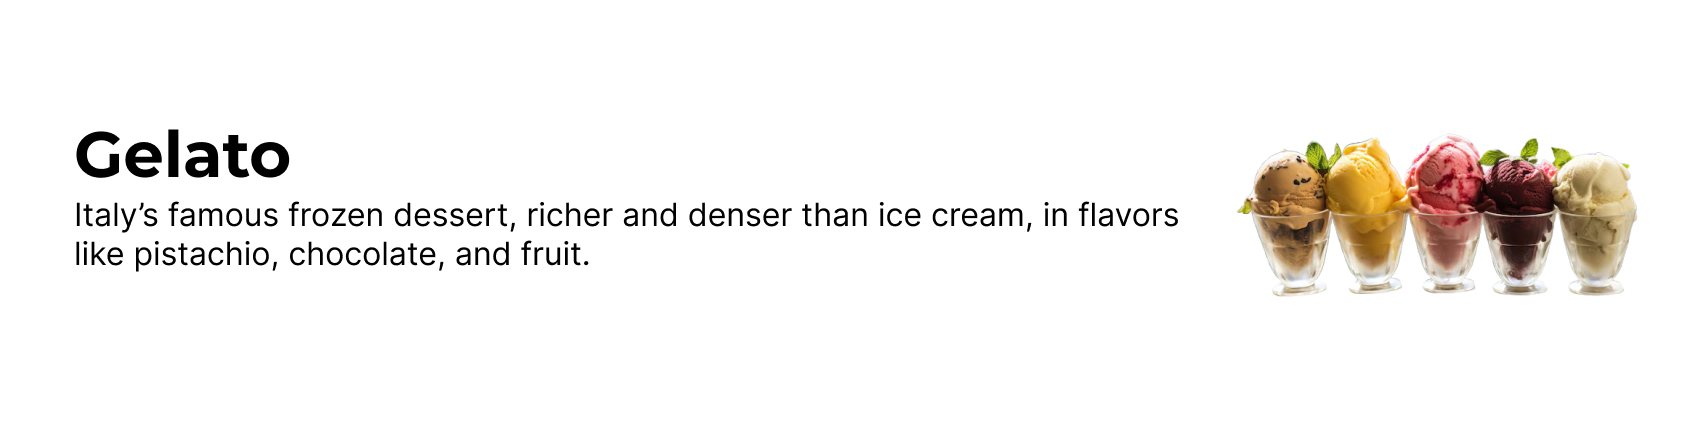 Gelato
Italy’s famous frozen dessert, richer and denser than ice cream, in flavors
like pistachio, chocolate, and fruit.